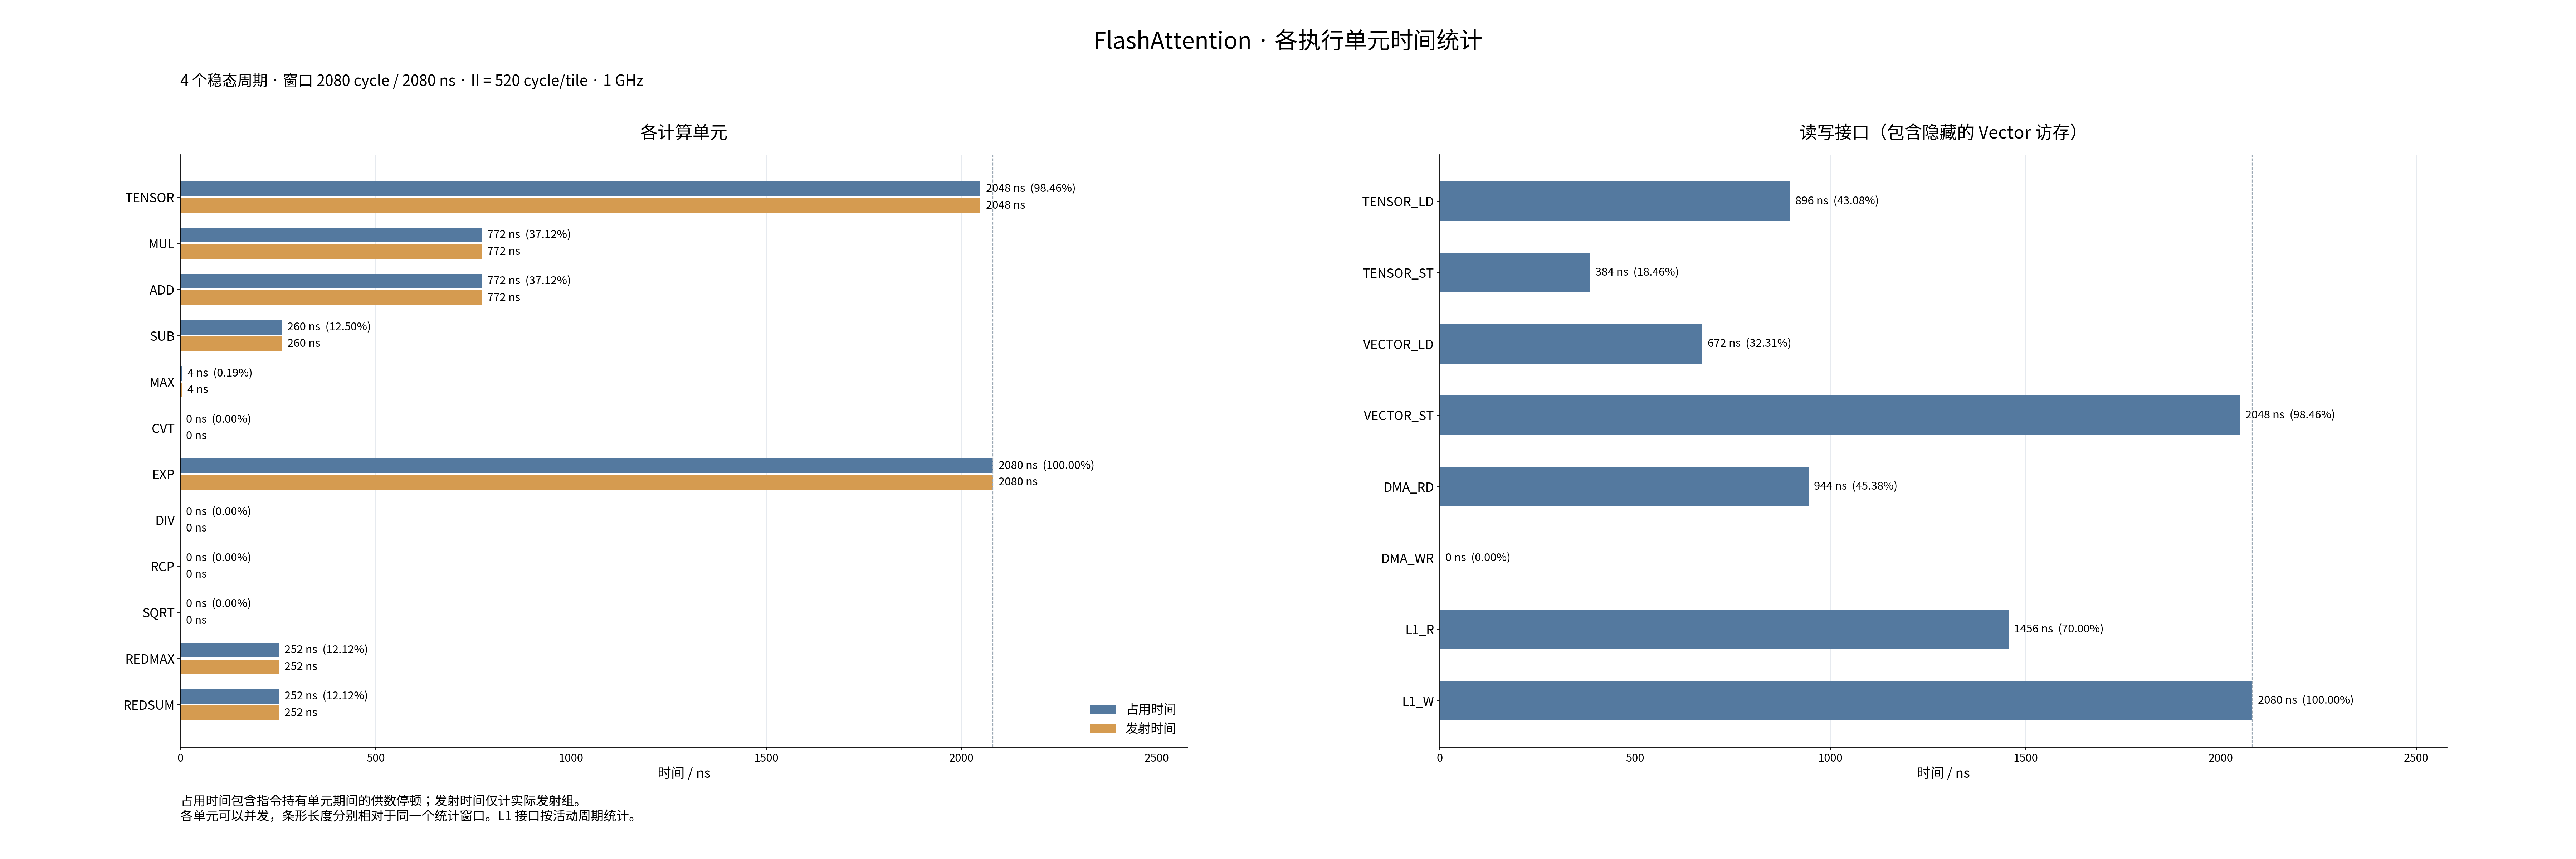 FlashAttention · 各执行单元时间统计
4 个稳态周期 · 窗口 2080 cycle / 2080 ns · II = 520 cycle/tile · 1 GHz
各计算单元
TENSOR
2048 ns (98.46%)
2048 ns
MUL
772 ns (37.12%)
772 ns
ADD
772 ns (37.12%)
772 ns
SUB
260 ns (12.50%)
260 ns
MAX
4 ns (0.19%)
4 ns
CVT
0 ns (0.00%)
0 ns
EXP
2080 ns (100.00%)
2080 ns
DIV
0 ns (0.00%)
0 ns
RCP
0 ns (0.00%)
0 ns
SQRT
0 ns (0.00%)
0 ns
REDMAX
252 ns (12.12%)
252 ns
REDSUM
252 ns (12.12%)
252 ns
占用时间
发射时间
0 500 1000 1500 2000 2500
时间 / ns
读写接口（包含隐藏的 Vector 访存）
TENSOR_LD 896 ns (43.08%)
TENSOR_ST 384 ns (18.46%)
VECTOR_LD 672 ns (32.31%)
VECTOR_ST 2048 ns (98.46%)
DMA_RD 944 ns (45.38%)
DMA_WR 0 ns (0.00%)
L1_R 1456 ns (70.00%)
L1_W 2080 ns (100.00%)
0 500 1000 1500 2000 2500
时间 / ns
占用时间包含指令持有单元期间的供数停顿；发射时间仅计实际发射组。
各单元可以并发，条形长度分别相对于同一个统计窗口。L1 接口按活动周期统计。